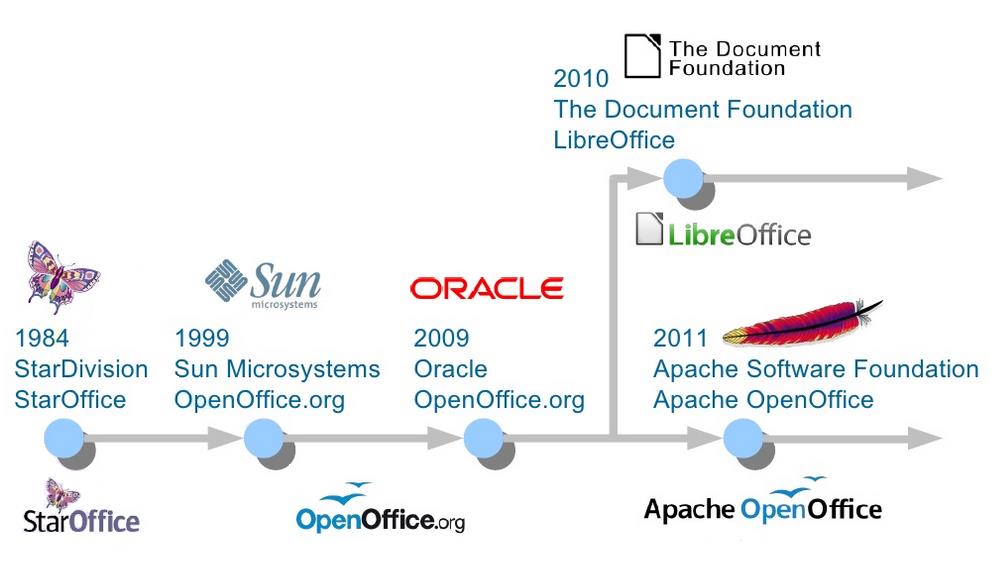 The Document
Foundation
2010
The Document Foundation
LibreOffice
LibreOffice
Sun
microsystems
ORACLE
1984
StarDivision
StarOffice
1999
Sun Microsystems
OpenOffice.org
2009
Oracle
OpenOffice.org
2011
Apache Software Foundation
Apache OpenOffice
StarOffice
OpenOffice.org
Apache OpenOffice